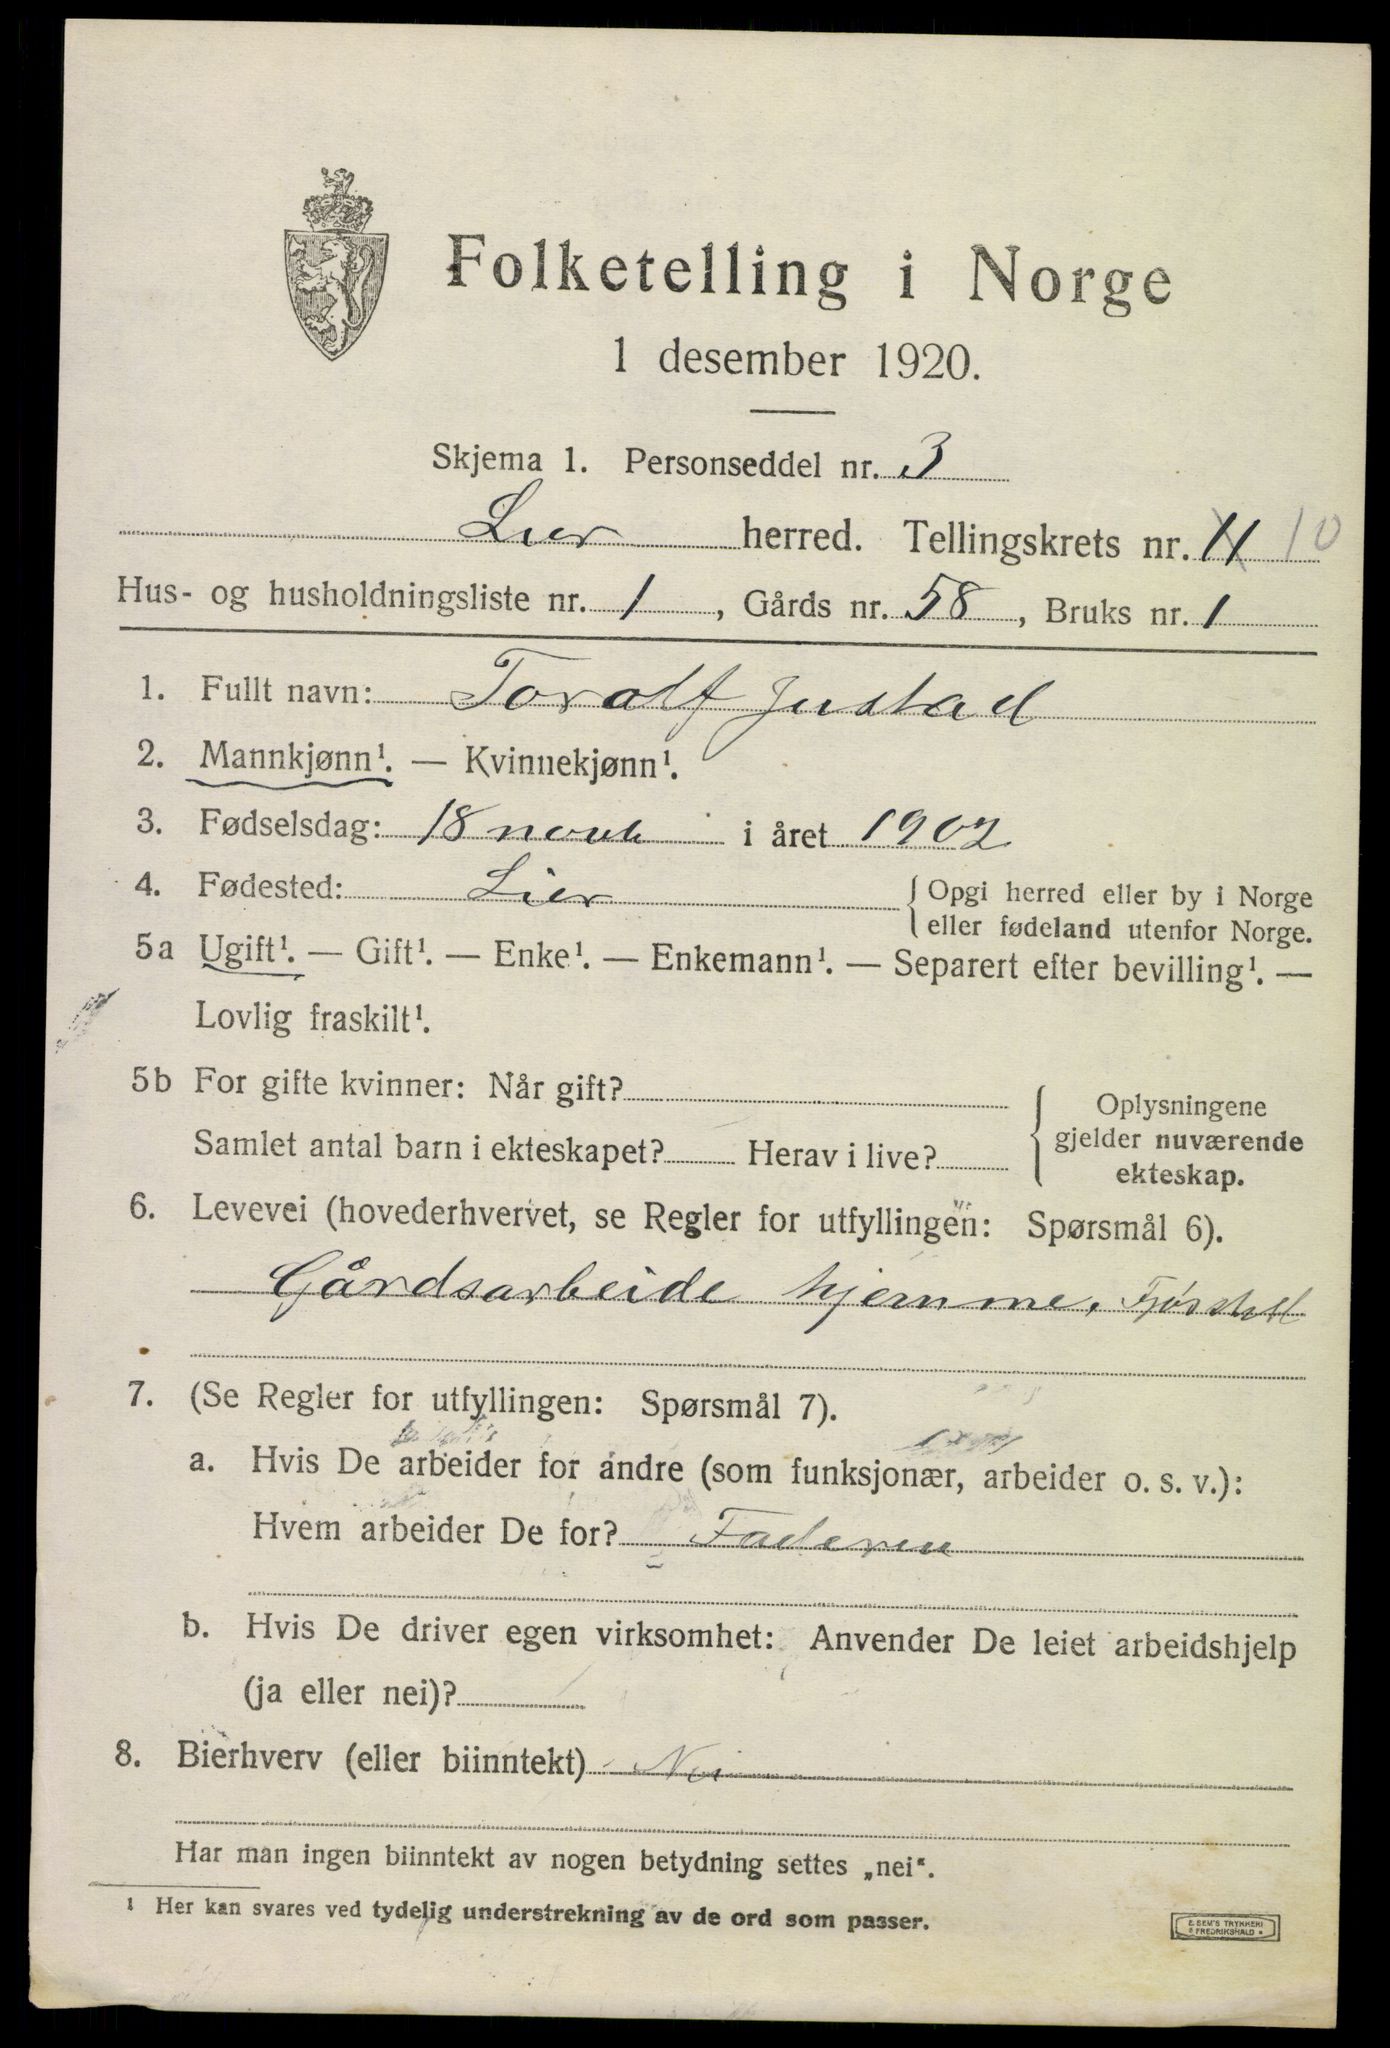 Folketelling i Norge
1 desember 1920.
Skjema 1. Personseddel nr. 3
Lier herred. Tellingskrets nr. 11 10
Hus- og husholdningsliste nr. 1, Gårds nr. 58, Bruks nr. 1
1. Fullt navn: Toralf Justad
2. Mannkjønn¹. — Kvinnekjønn¹.
3. Fødselsdag: 18 novb i året 1902
4. Fødested: Lier { Opgi herred eller by i Norge
eller fødeland utenfor Norge.
5a Ugift¹. — Gift¹. — Enke¹. — Enkemann¹. — Separert efter bevilling¹. —
Lovlig fraskilt¹.
5b For gifte kvinner: Når gift?
Samlet antal barn i ekteskapet? Herav i live?
Oplysningene
gjelder nuværende
ekteskap.
6. Levevei (hovederhvervet, se Regler for utfyllingen: Spørsmål 6).
Gårdsarbeide hjemme, Fjøsstell
7. (Se Regler for utfyllingen: Spørsmål 7).
a. Hvis De arbeider for andre (som funksjonær, arbeider o. s. v.):
Hvem arbeider De for? Faderen
b. Hvis De driver egen virksomhet: Anvender De leiet arbeidshjelp
(ja eller nei)?
8. Bierhverv (eller biinntekt) Nei
Har man ingen biinntekt av nogen betydning settes „nei“.
¹ Her kan svares ved tydelig understrekning av de ord som passer.
E. SEM'S TRYKKERI
FREDRIKSHALD